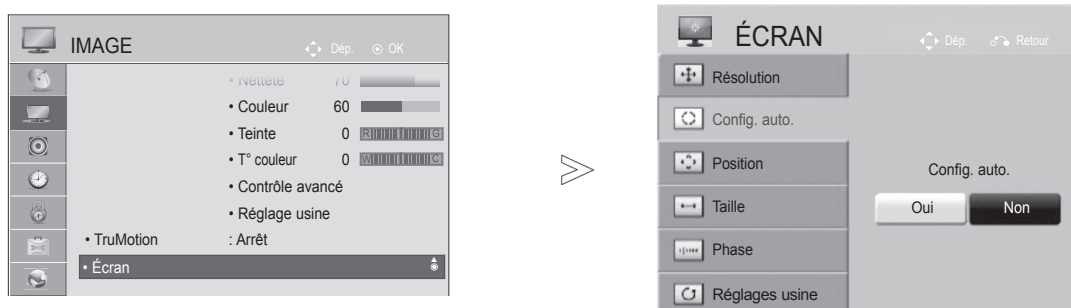 IMAGE
Dép. OK
• Netteté 70
• Couleur 60
• Teinte 0 R G
• T° couleur 0 W C
• Contrôle avancé
• Réglage usine
• TruMotion : Arrêt
• Écran
ÉCRAN
Dép. Retour
Résolution
Config. auto.
Position
Taille
Phase
Réglages usine
Config. auto.
Oui Non